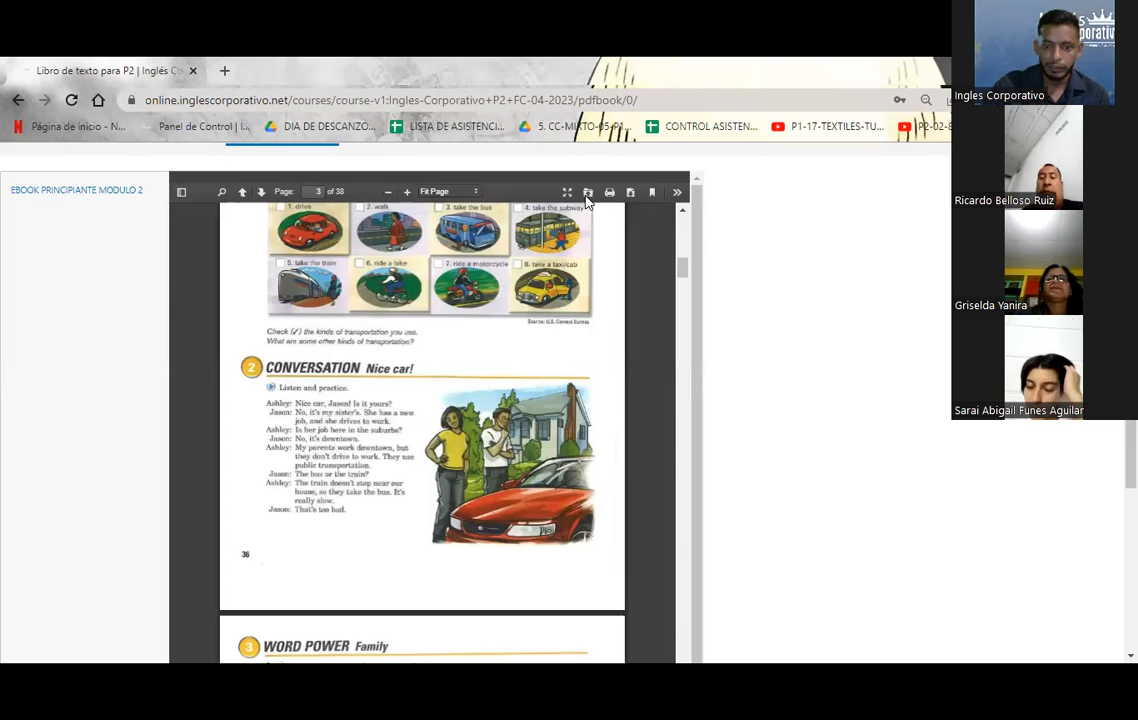 Libro de texto para P2 | Inglés Co
online.inglescorporativo.net/courses/course-v1:Ingles-Corporativo+P2+FC-04-2023/pdfbook/0/
Página de inicio - N...
Panel de Control | I...
DIA DE DESCANZO...
LISTA DE ASISTENCI...
5. CC-MIXTO-05-P1...
CONTROL ASISTEN...
P1-17-TEXTILES-TU...
EBOOK PRINCIPIANTE MODULO 2
Page: 3 of 38
Fit Page
1. drive
2. walk
3. take the bus
4. take the subway
5. take the train
6. ride a bike
7. ride a motorcycle
8. take a taxi/cab
Source: U.S. Census Bureau
Check (✓) the kinds of transportation you use.
What are some other kinds of transportation?
2 CONVERSATION Nice car!
Listen and practice.
Ashley: Nice car, Jason! Is it yours?
Jason: No, it's my sister's. She has a new
job, and she drives to work.
Ashley: Is her job here in the suburbs?
Jason: No, it's downtown.
Ashley: My parents work downtown, but
they don't drive to work. They use
public transportation.
Jason: The bus or the train?
Ashley: The train doesn't stop near our
house, so they take the bus. It's
really slow.
Jason: That's too bad.
36
3 WORD POWER Family
Ingles Corporativo
Ricardo Belloso Ruiz
Griselda Yanira
Sarai Abigail Funes Aguilar